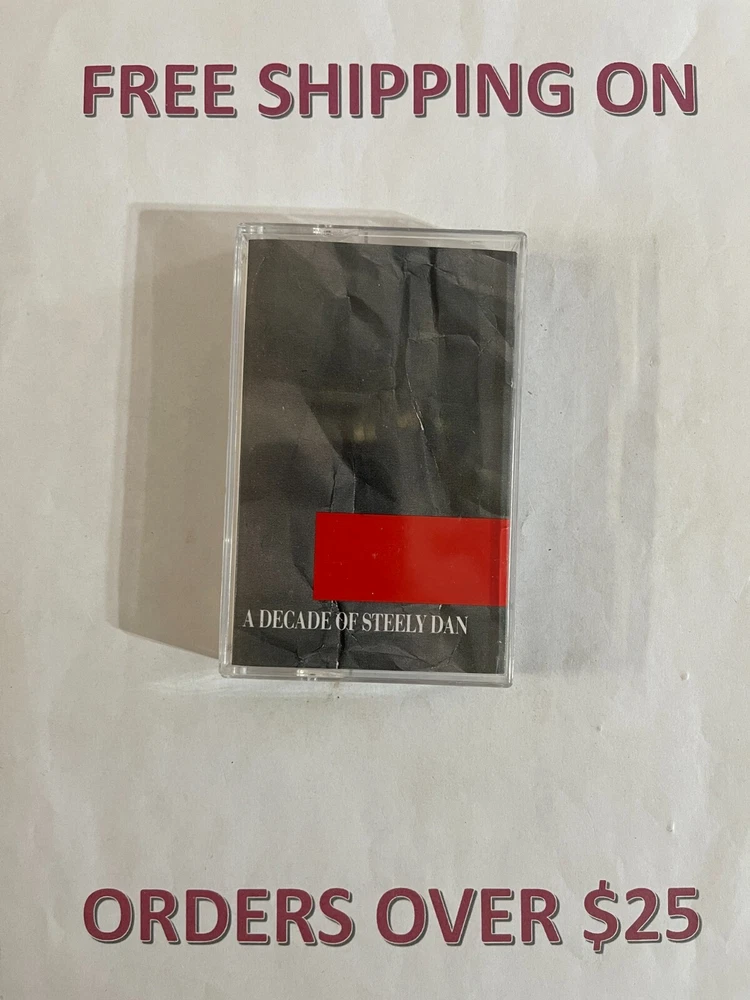 FREE SHIPPING ON
A DECADE OF STEELY DAN
ORDERS OVER $25